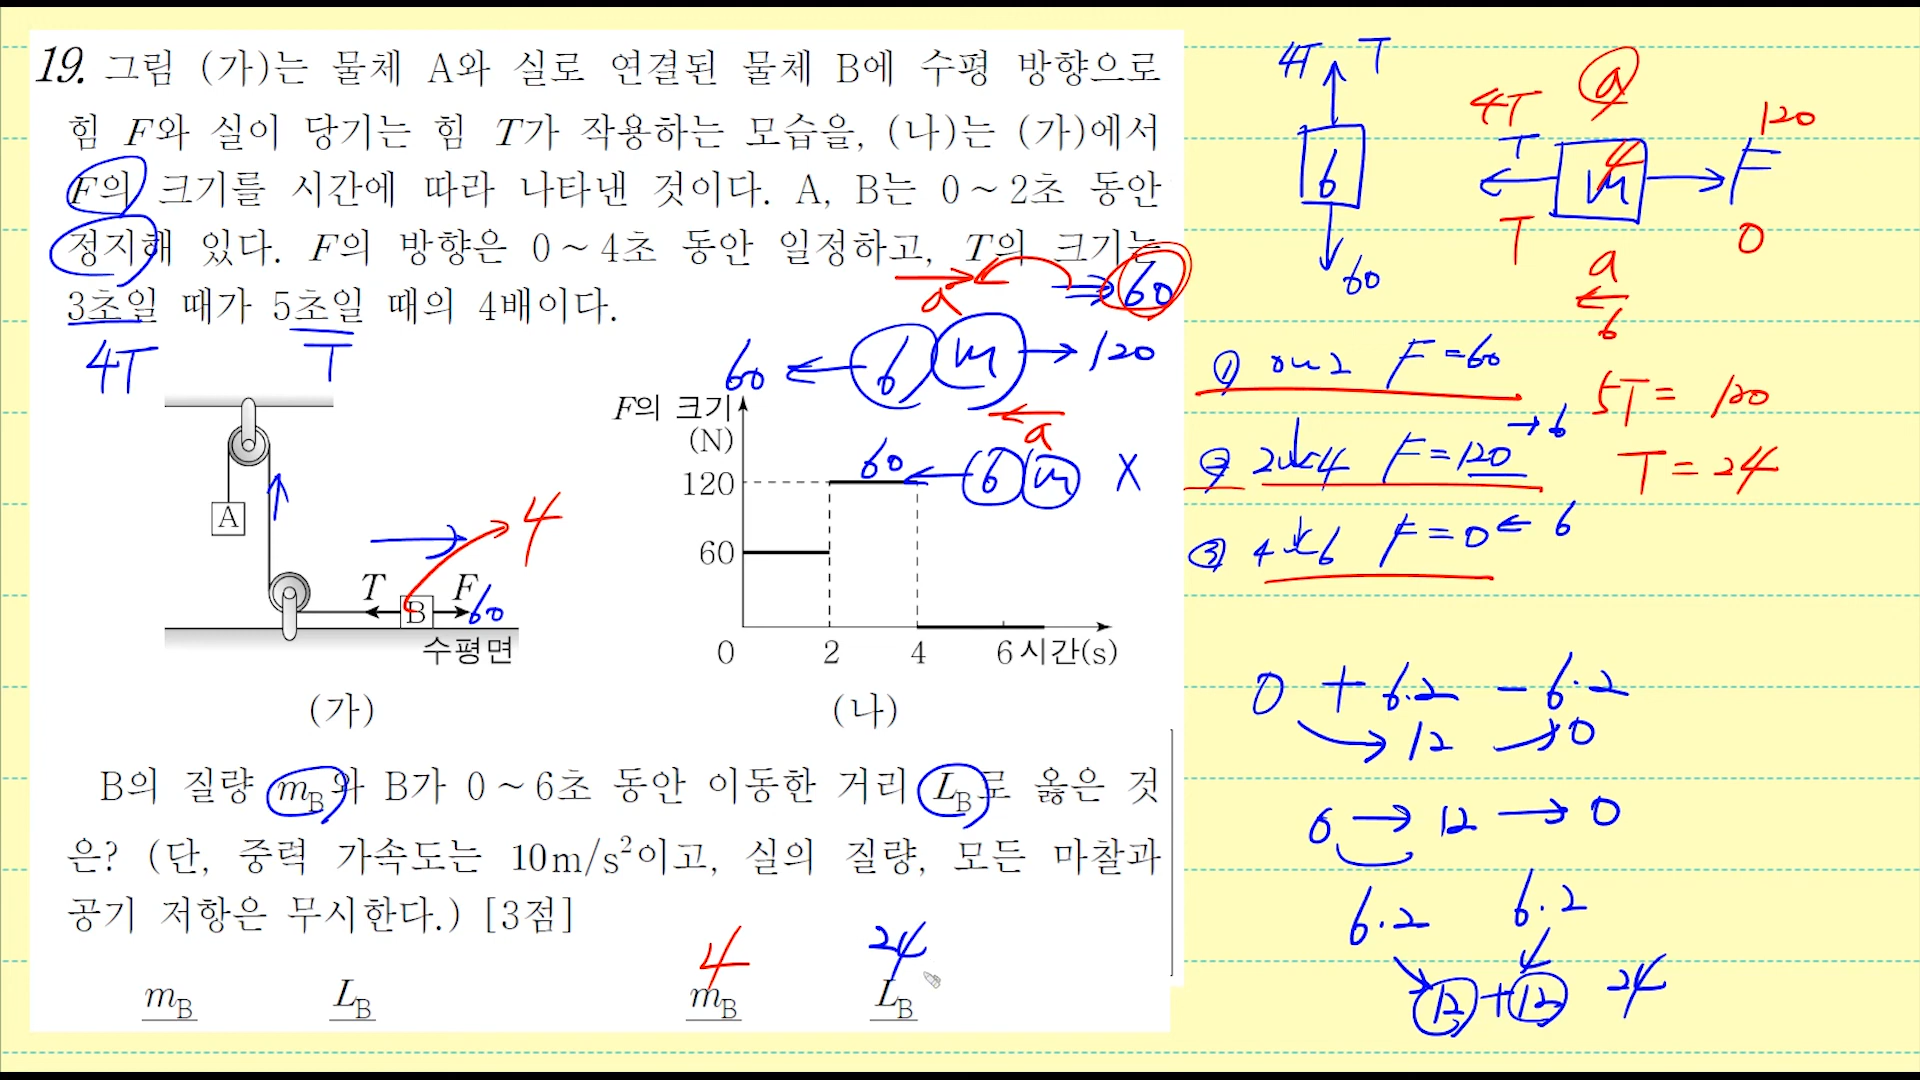 19. 그림 (가)는 물체 A와 실로 연결된 물체 B에 수평 방향으로
힘 F와 실이 당기는 힘 T가 작용하는 모습을, (나)는 (가)에서
F의 크기를 시간에 따라 나타낸 것이다. A, B는 0 ~ 2초 동안
정지해 있다. F의 방향은 0 ~ 4초 동안 일정하고, T의 크기는
3초일 때가 5초일 때의 4배이다.
4T
T
a
60
60
6
m
120
a
60
6
m
X
A
T
B
F
60
4
수평면
(가)
F의 크기
(N)
120
60
0
2
4
6 시간(s)
(나)
B의 질량 mB와 B가 0 ~ 6초 동안 이동한 거리 LB로 옳은 것
은? (단, 중력 가속도는 10 m/s²이고, 실의 질량, 모든 마찰과
공기 저항은 무시한다.) [3점]
4
24
mB
LB
mB
LB
4T
T
6
60
a
4T
T
T
4
m
120
F
0
a
6
① 0~2 F = 60
② 2~4 F = 120 → 6
③ 4~6 F = 0 ← 6
5T = 120
T = 24
0 + 6·2 - 6·2
12
0
0 → 12 → 0
6·2
6·2
12 + 12
24